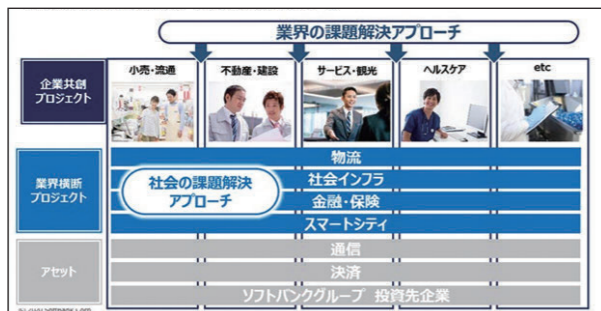 業界の課題解決アプローチ
企業共創
プロジェクト
小売・流通
不動産・建設
サービス・観光
ヘルスケア
etc
業界横断
プロジェクト
社会の課題解決
アプローチ
物流
社会インフラ
金融・保険
スマートシティ
アセット
通信
決済
ソフトバンクグループ 投資先企業